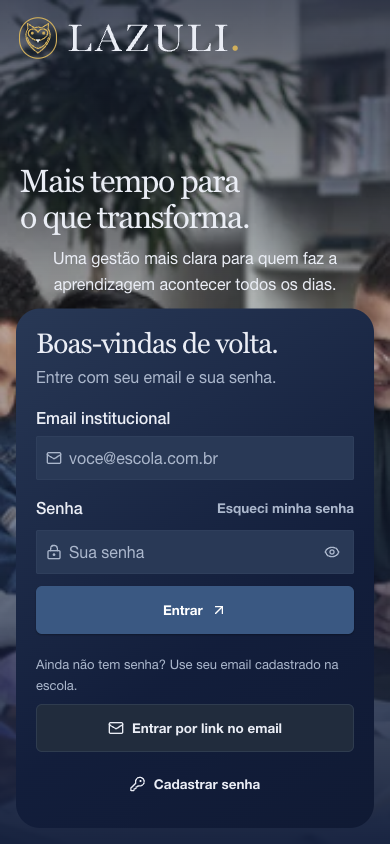 LAZULI.
Mais tempo para
o que transforma.
Uma gestão mais clara para quem faz a
aprendizagem acontecer todos os dias.
Boas-vindas de volta.
Entre com seu email e sua senha.
Email institucional
voce@escola.com.br
Senha Esqueci minha senha
Sua senha
Entrar
Ainda não tem senha? Use seu email cadastrado na
escola.
Entrar por link no email
Cadastrar senha